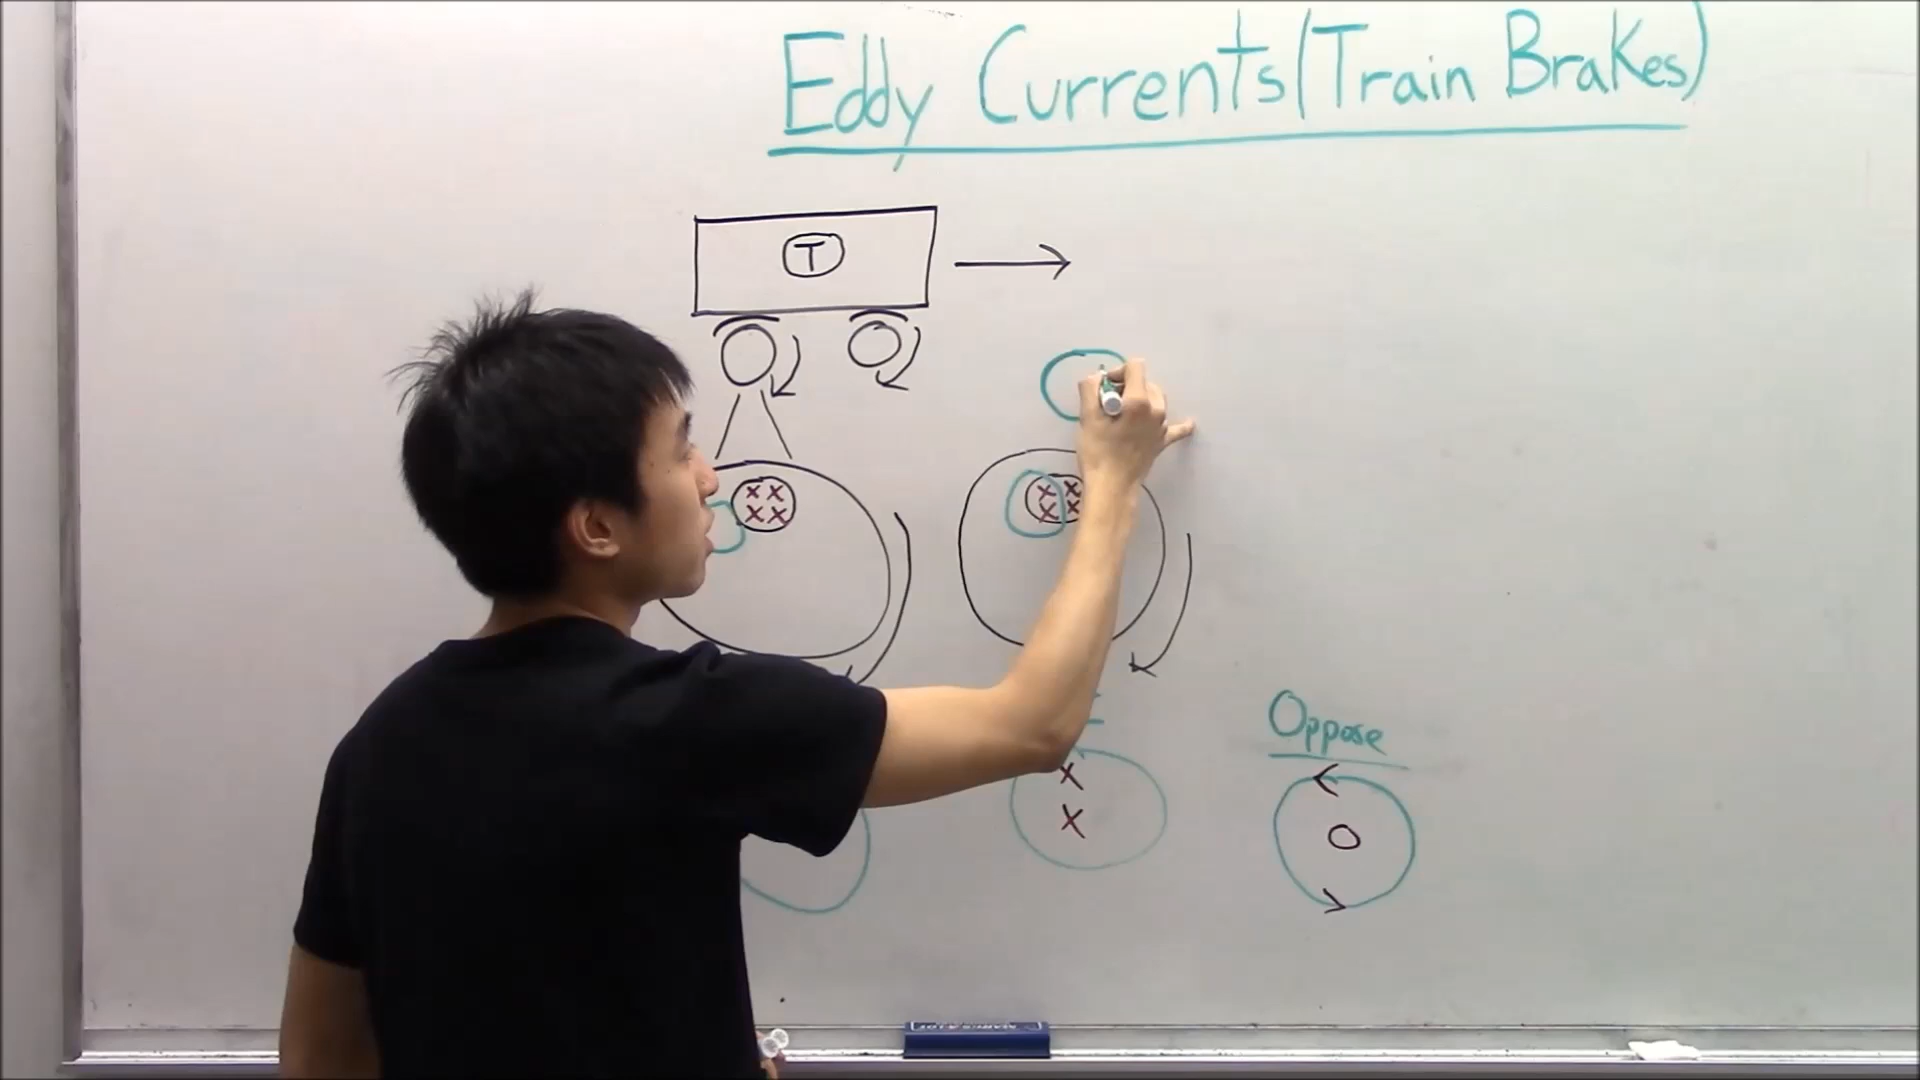 Eddy Currents (Train Brakes)
T
x x x x
x x x x
Oppose
x
x